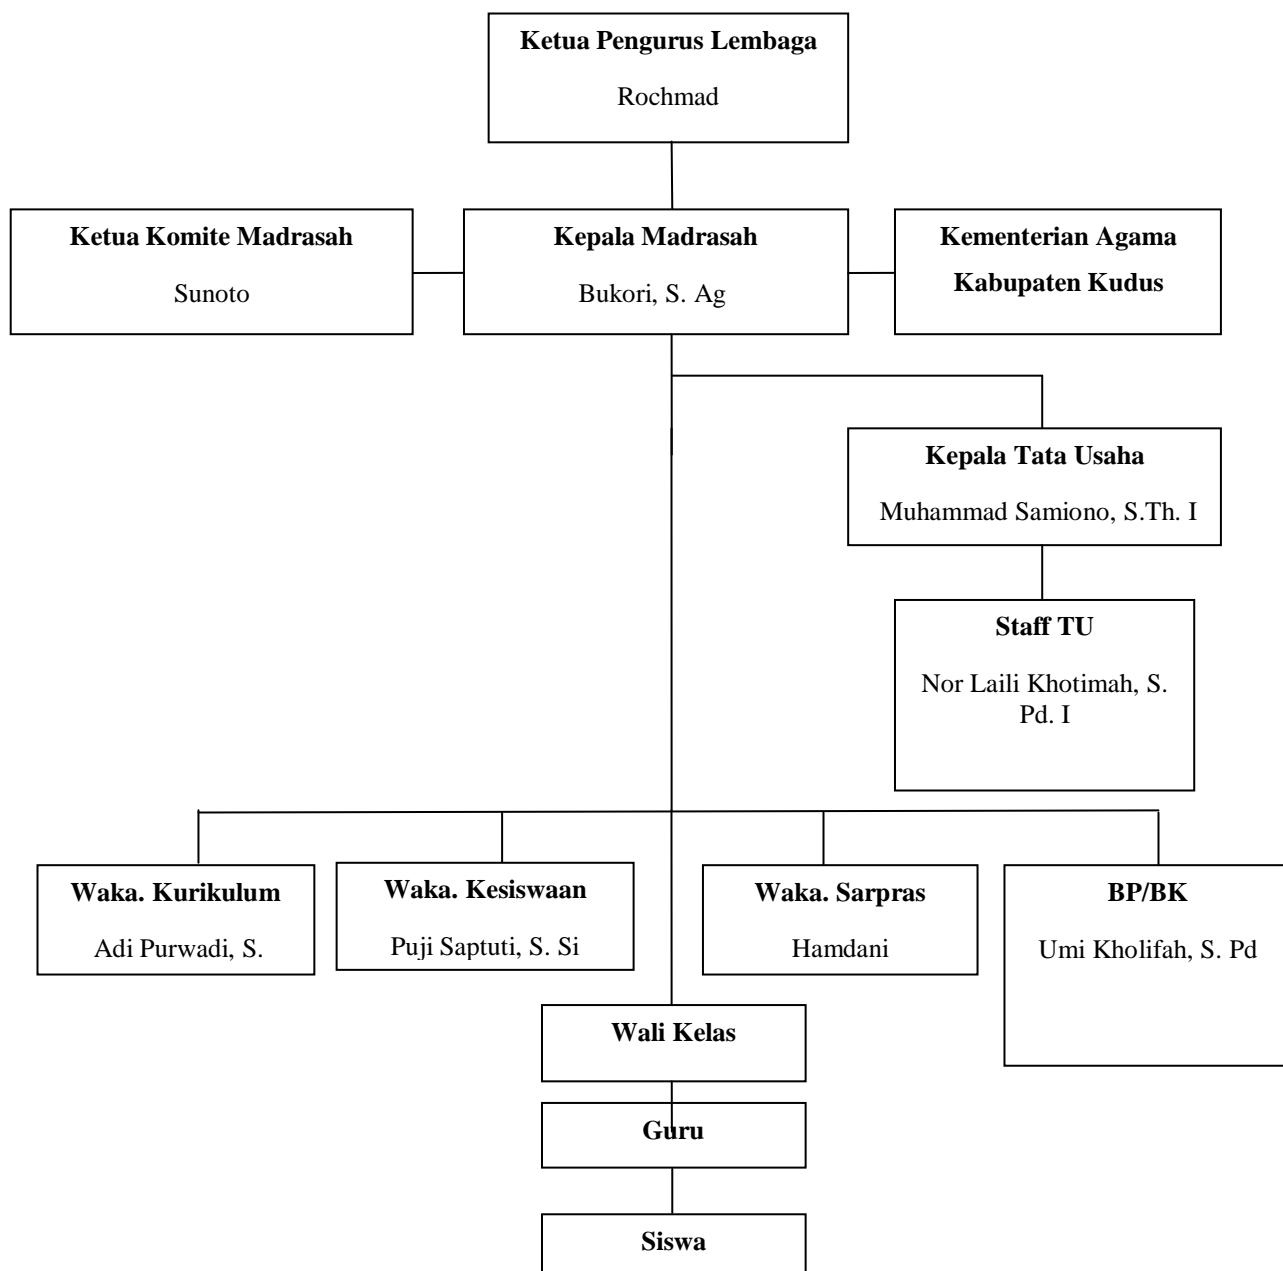 Ketua Pengurus Lembaga
Rochmad
Ketua Komite Madrasah
Sunoto
Kepala Madrasah
Bukori, S. Ag
Kementerian Agama
Kabupaten Kudus
Kepala Tata Usaha
Muhammad Samiono, S.Th. I
Staff TU
Nor Laili Khotimah, S.
Pd. I
Waka. Kurikulum
Adi Purwadi, S.
Waka. Kesiswaan
Puji Saptuti, S. Si
Waka. Sarpras
Hamdani
BP/BK
Umi Kholifah, S. Pd
Wali Kelas
Guru
Siswa